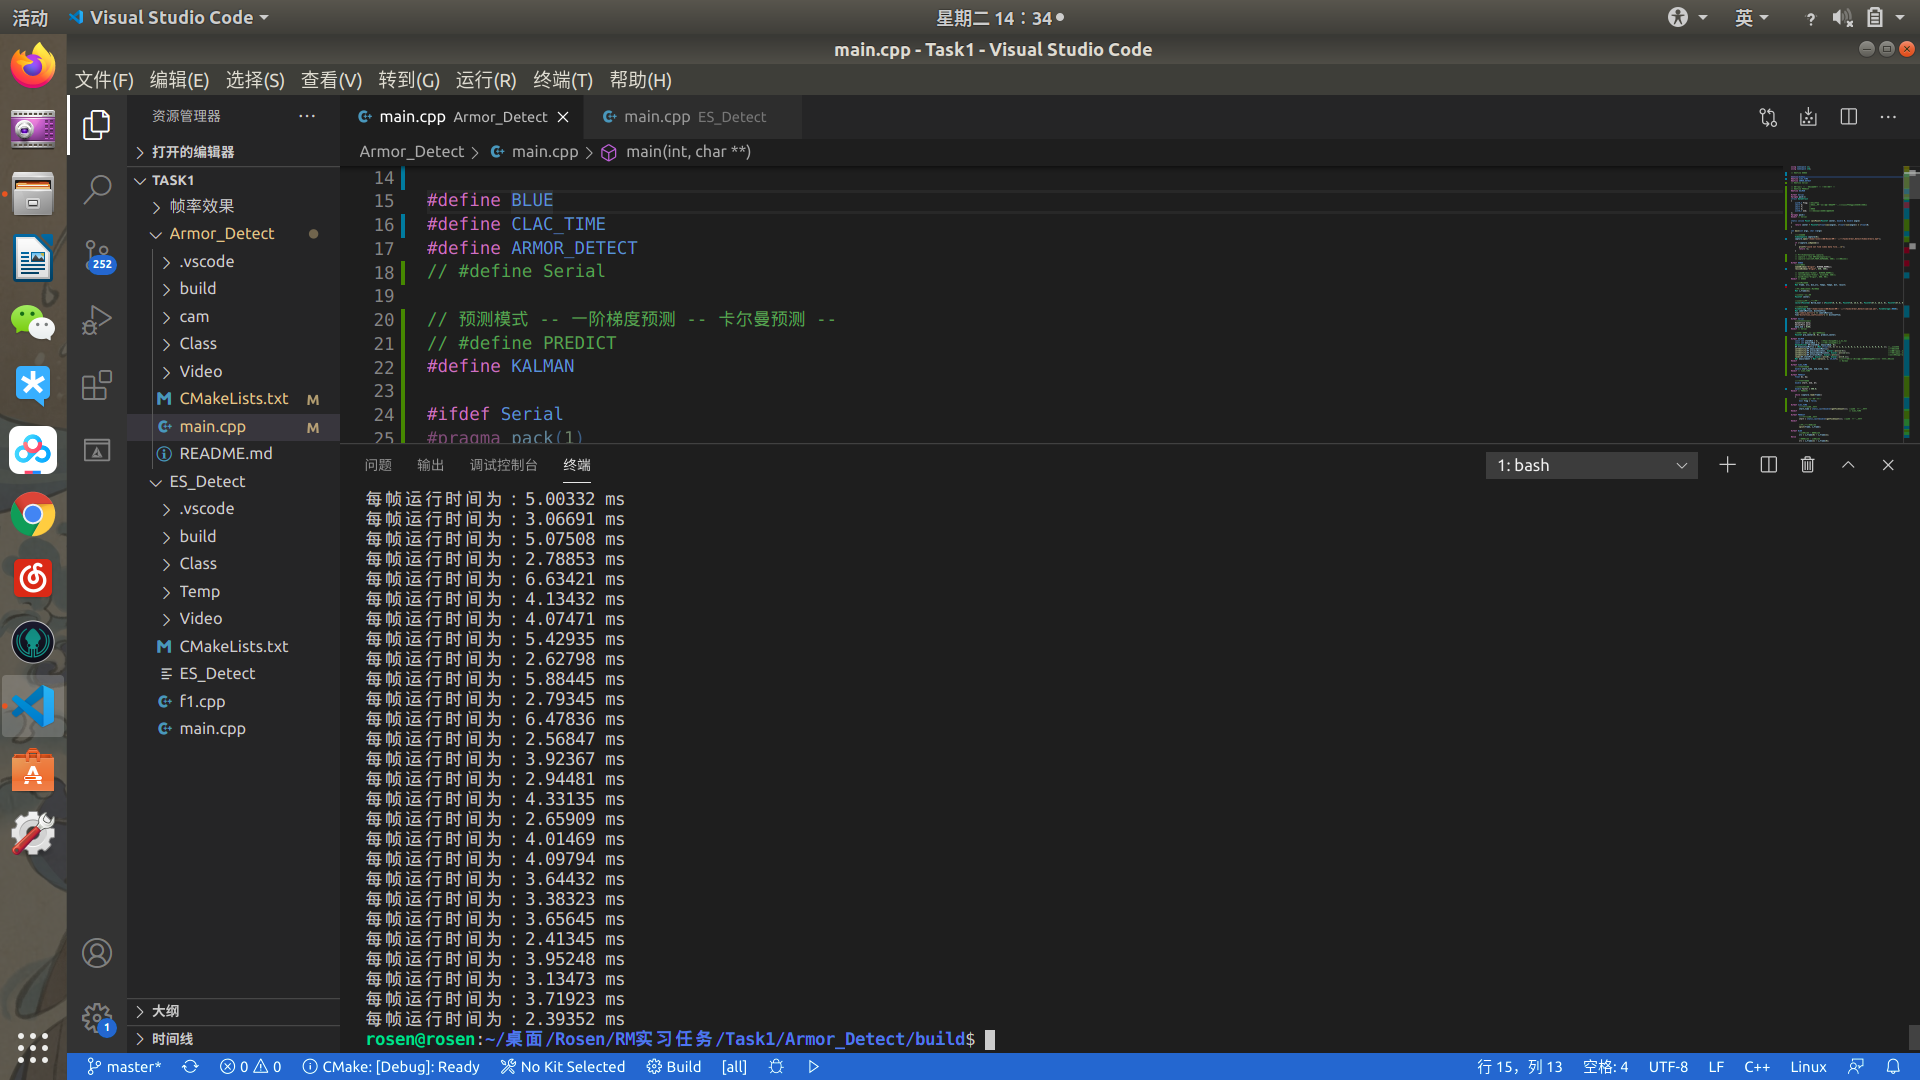 活动 Visual Studio Code 星期二 14：34 英 ?
main.cpp - Task1 - Visual Studio Code
文件(F) 编辑(E) 选择(S) 查看(V) 转到(G) 运行(R) 终端(T) 帮助(H)
资源管理器
打开的编辑器
TASK1
帧率效果
Armor_Detect
.vscode
build
cam
Class
Video
CMakeLists.txt M
main.cpp M
README.md
ES_Detect
.vscode
build
Class
Temp
Video
CMakeLists.txt
ES_Detect
f1.cpp
main.cpp
大纲
时间线
252
1
main.cpp Armor_Detect
main.cpp ES_Detect
Armor_Detect > main.cpp > main(int, char **)
14
15 #define BLUE
16 #define CLAC_TIME
17 #define ARMOR_DETECT
18 // #define Serial
19
20 // 预测模式 -- 一阶梯度预测 -- 卡尔曼预测 --
21 // #define PREDICT
22 #define KALMAN
23
24 #ifdef Serial
25 #pragma pack(1)
问题 输出 调试控制台 终端 1: bash
每帧运行时间为：5.00332 ms
每帧运行时间为：3.06691 ms
每帧运行时间为：5.07508 ms
每帧运行时间为：2.78853 ms
每帧运行时间为：6.63421 ms
每帧运行时间为：4.13432 ms
每帧运行时间为：4.07471 ms
每帧运行时间为：5.42935 ms
每帧运行时间为：2.62798 ms
每帧运行时间为：5.88445 ms
每帧运行时间为：2.79345 ms
每帧运行时间为：6.47836 ms
每帧运行时间为：2.56847 ms
每帧运行时间为：3.92367 ms
每帧运行时间为：2.94481 ms
每帧运行时间为：4.33135 ms
每帧运行时间为：2.65909 ms
每帧运行时间为：4.01469 ms
每帧运行时间为：4.09794 ms
每帧运行时间为：3.64432 ms
每帧运行时间为：3.38323 ms
每帧运行时间为：3.65645 ms
每帧运行时间为：2.41345 ms
每帧运行时间为：3.95248 ms
每帧运行时间为：3.13473 ms
每帧运行时间为：3.71923 ms
每帧运行时间为：2.39352 ms
rosen@rosen:~/桌面/Rosen/RM实习任务/Task1/Armor_Detect/build$
master* 0 0 CMake: [Debug]: Ready No Kit Selected Build [all] 行 15，列 13 空格: 4 UTF-8 LF C++ Linux